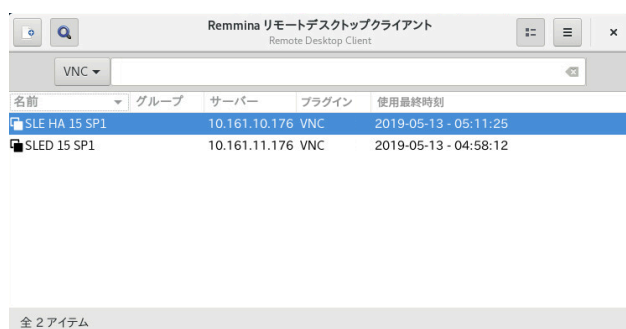 Remmina リモートデスクトップクライアント
Remote Desktop Client
VNC
名前 グループ サーバー プラグイン 使用最終時刻
SLE HA 15 SP1 10.161.10.176 VNC 2019-05-13 - 05:11:25
SLED 15 SP1 10.161.11.176 VNC 2019-05-13 - 04:58:12
全 2 アイテム